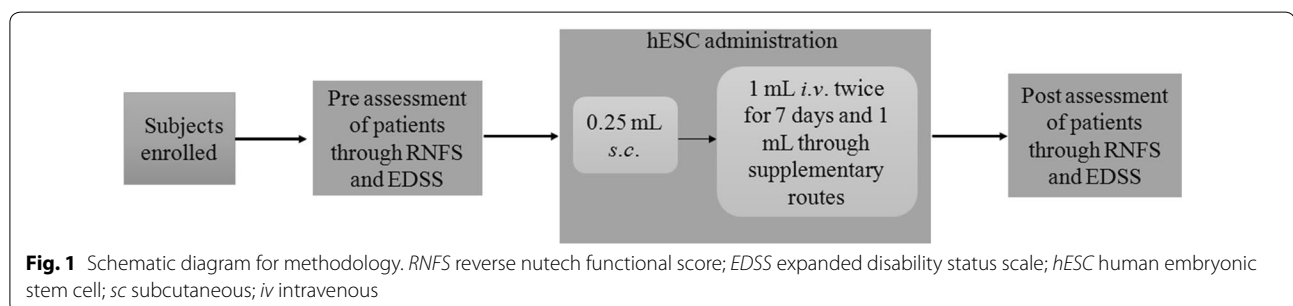 Subjects
enrolled
Pre assessment
of patients
through RNFS
and EDSS
hESC administration
0.25 mL
s.c.
1 mL i.v. twice
for 7 days and 1
mL through
supplementary
routes
Post assessment
of patients
through RNFS
and EDSS
Fig. 1 Schematic diagram for methodology. RNFS reverse nutech functional score; EDSS expanded disability status scale; hESC human embryonic
stem cell; sc subcutaneous; iv intravenous